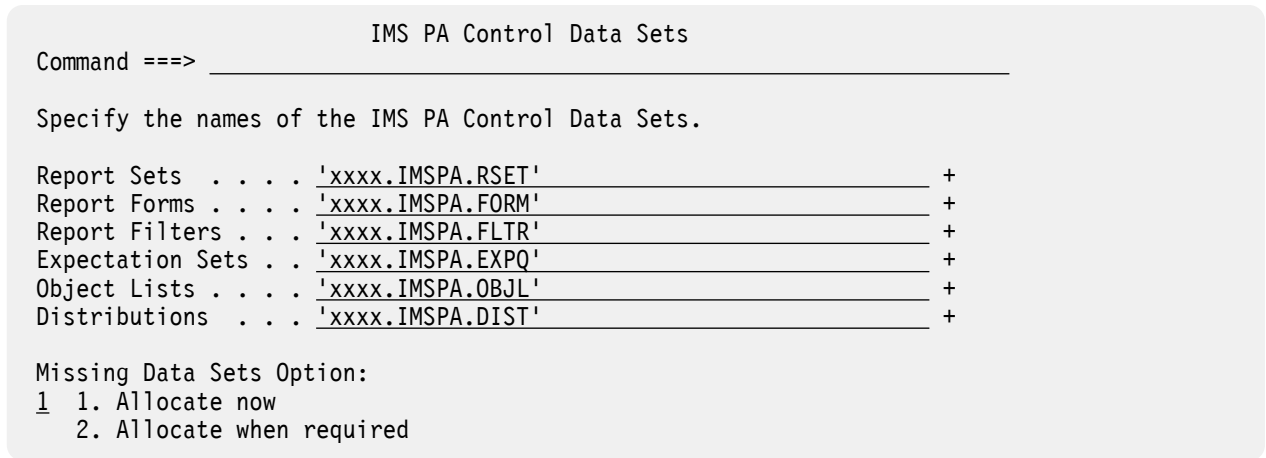 IMS PA Control Data Sets
Command ===> ________________________________________
Specify the names of the IMS PA Control Data Sets.
Report Sets . . . . 'xxxx.IMSPA.RSET' +
Report Forms . . . . 'xxxx.IMSPA.FORM' +
Report Filters . . . 'xxxx.IMSPA.FLTR' +
Expectation Sets . . 'xxxx.IMSPA.EXPQ' +
Object Lists . . . . 'xxxx.IMSPA.OBJL' +
Distributions . . . 'xxxx.IMSPA.DIST' +
Missing Data Sets Option:
1 1. Allocate now
2. Allocate when required